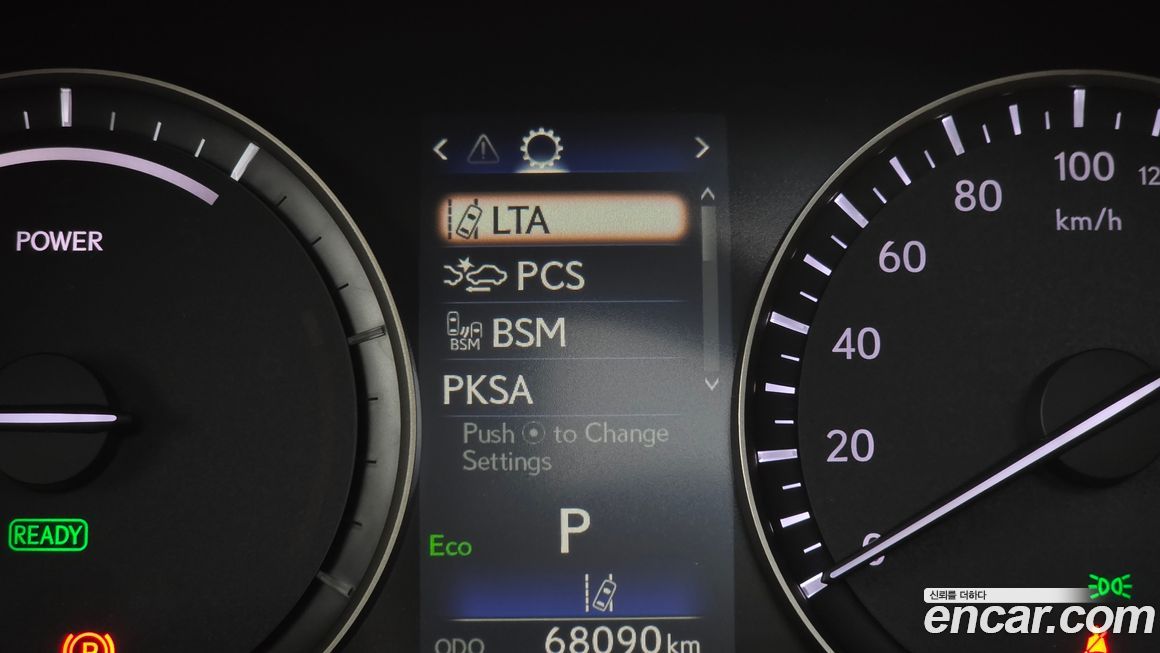 POWER
READY
P
LTA
PCS
BSM
BSM
PKSA
Push to Change
Settings
P
Eco
ODO 68090 km
100
80
km/h
60
40
20
0
신뢰를 더하다
encar.com